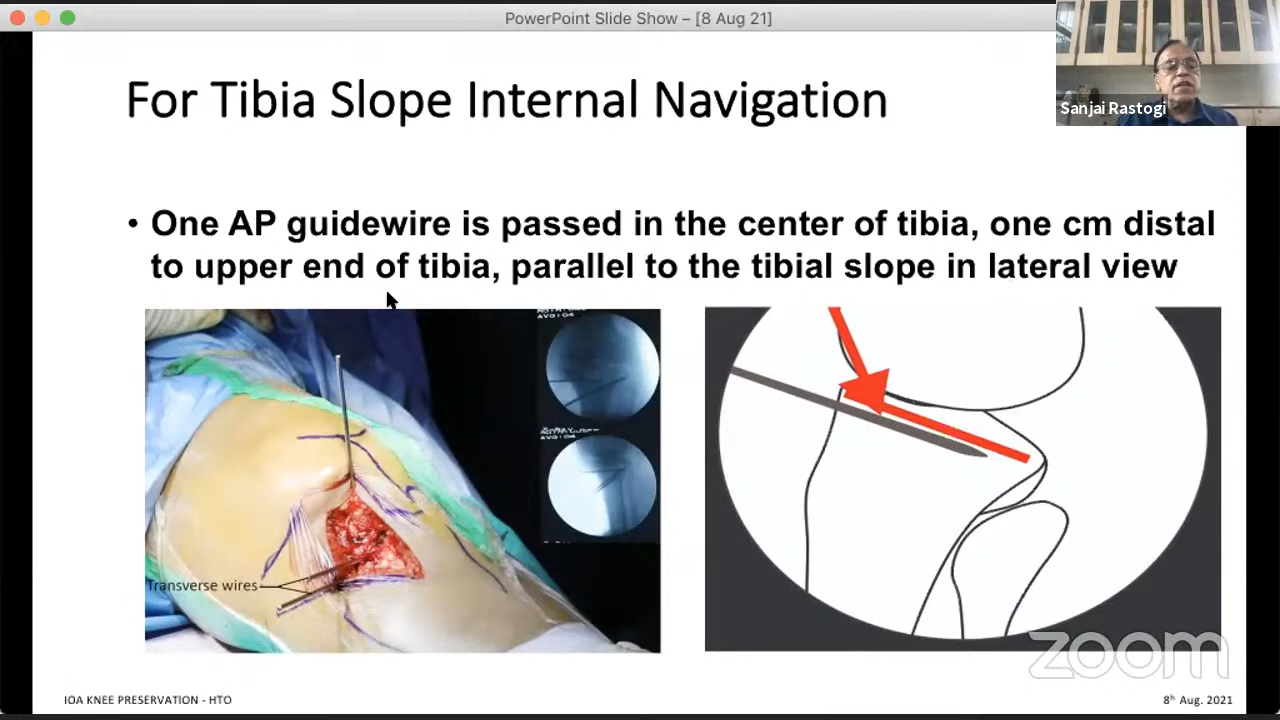 PowerPoint Slide Show – [8 Aug 21]
Sanjai Rastogi
For Tibia Slope Internal Navigation
• One AP guidewire is passed in the center of tibia, one cm distal
to upper end of tibia, parallel to the tibial slope in lateral view
Transverse wires
zoom
IOA KNEE PRESERVATION - HTO
8ʰ Aug. 2021